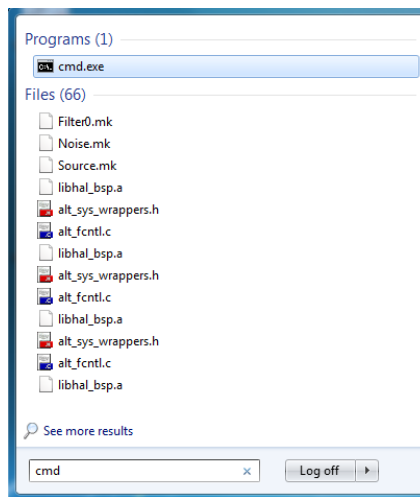 Programs (1)
cmd.exe
Files (66)
Filter0.mk
Noise.mk
Source.mk
libhal_bsp.a
alt_sys_wrappers.h
alt_fcntl.c
libhal_bsp.a
alt_sys_wrappers.h
alt_fcntl.c
libhal_bsp.a
alt_sys_wrappers.h
alt_fcntl.c
libhal_bsp.a
See more results
cmd
Log off